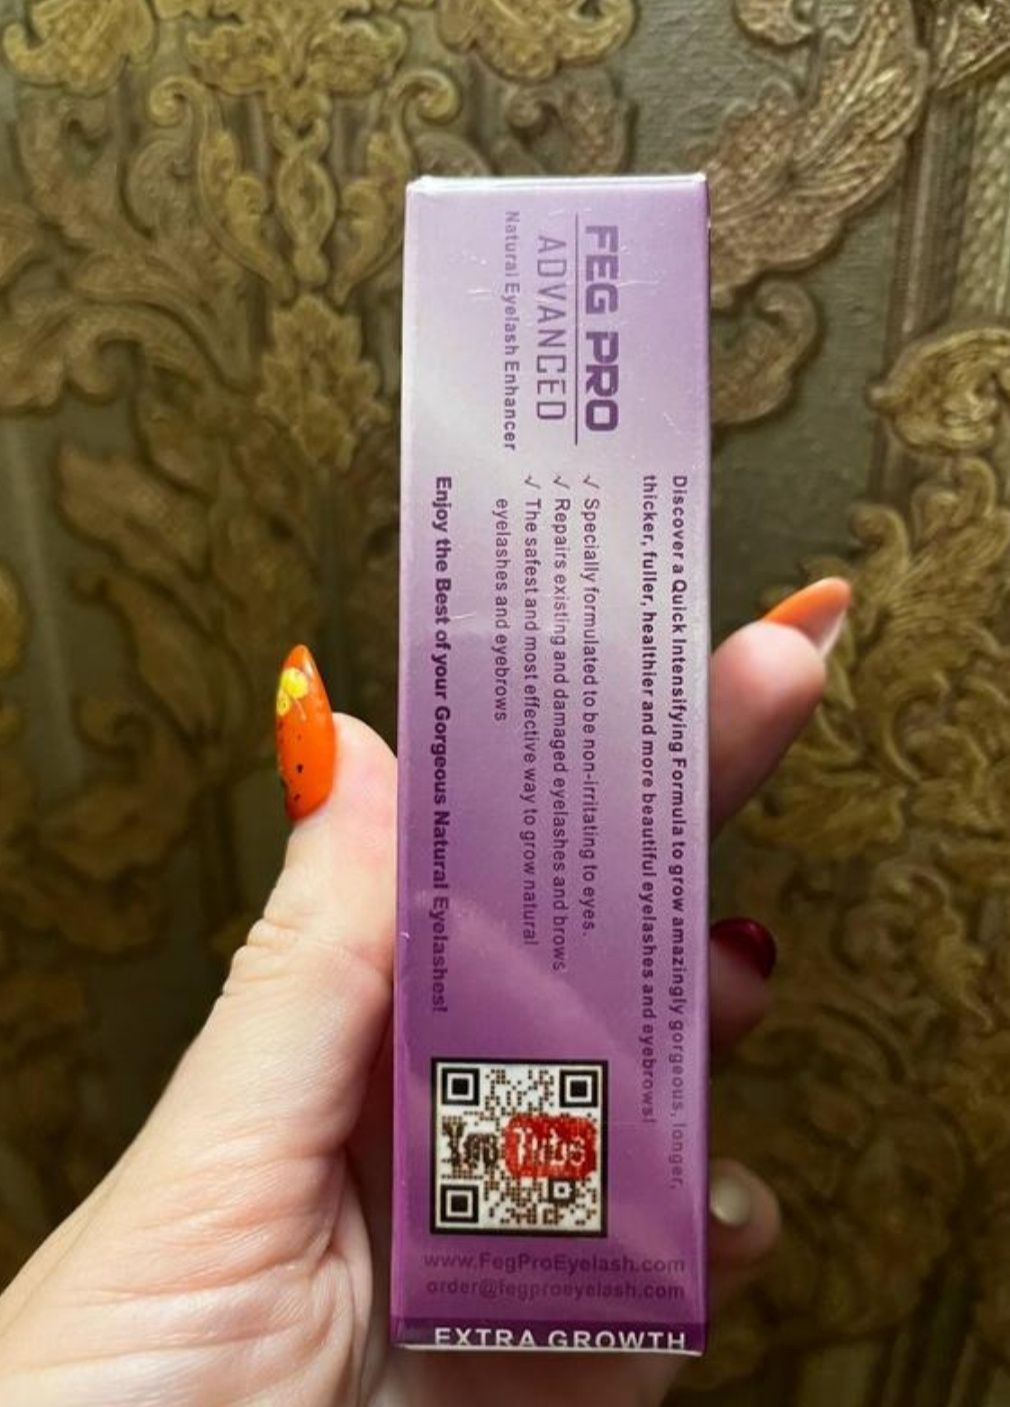 FEG PRO
ADVANCED
Natural Eyelash Enhancer
Discover a Quick Intensifying Formula to grow amazingly gorgeous, longer,
thicker, fuller, healthier and more beautiful eyelashes and eyebrows!
√ Specially formulated to be non-irritating to eyes.
√ Repairs existing and damaged eyelashes and brows
√ The safest and most effective way to grow natural
eyelashes and eyebrows
Enjoy the Best of your Gorgeous Natural Eyelashes!
You
Tube
www.FegProEyelash.com
order@fegproeyelash.com
EXTRA GROWTH